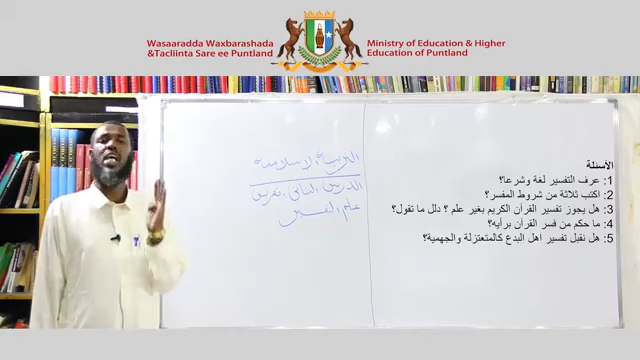 Wasaaradda Waxbarashada
&Tacliinta Sare ee Puntland
Ministry of Education & Higher
Education of Puntland
التربية الإسلامية
الدرس الثاني: تعريف
علم التفسير
الأسئلة
1: عرف التفسير لغة وشرعا؟
2: اكتب ثلاثة من شروط المفسر؟
3: هل يجوز تفسير القرآن الكريم بغير علم ؟ دلل ما تقول؟
4: ما حكم من فسر القرآن برأيه؟
5: هل نقبل تفسير اهل البدع كالمعتزلة والجهمية؟